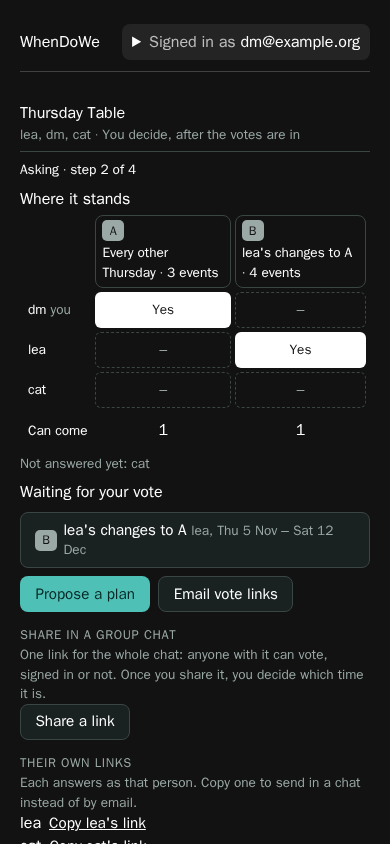 WhenDoWe
▶ Signed in as dm@example.org
Thursday Table
lea, dm, cat · You decide, after the votes are in
Asking · step 2 of 4
Where it stands
A
Every other
Thursday · 3 events
B
lea's changes to A
· 4 events
dm you
Yes
–
lea
–
Yes
cat
–
–
Can come
1
1
Not answered yet: cat
Waiting for your vote
B
lea's changes to A lea, Thu 5 Nov – Sat 12
Dec
Propose a plan
Email vote links
SHARE IN A GROUP CHAT
One link for the whole chat: anyone with it can vote,
signed in or not. Once you share it, you decide which time
it is.
Share a link
THEIR OWN LINKS
Each answers as that person. Copy one to send in a chat
instead of by email.
lea Copy lea's link
cat Copy cat's link